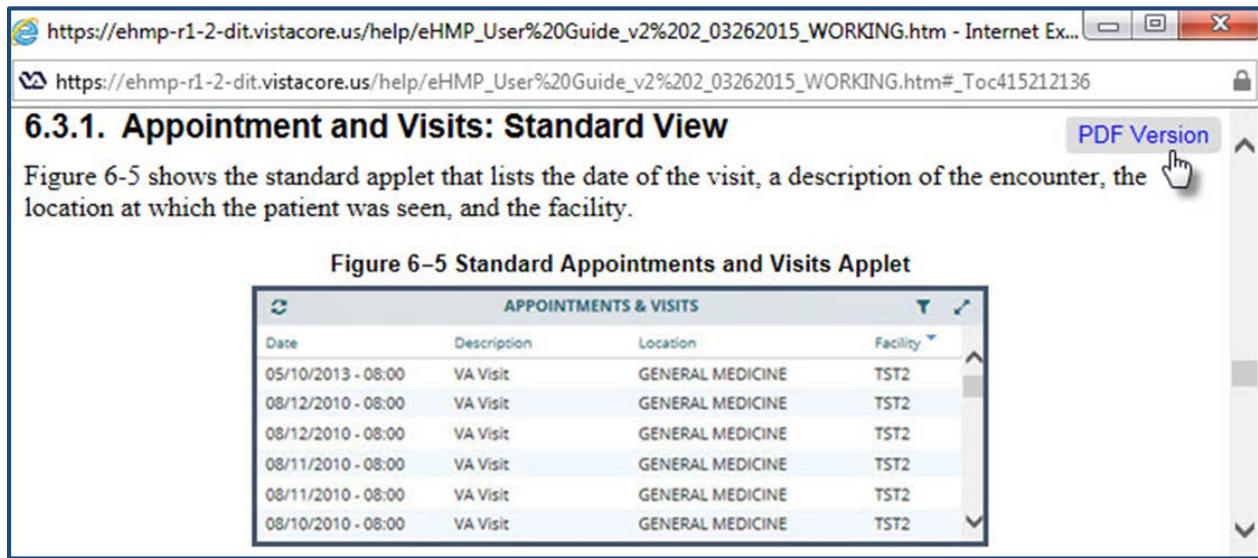 https://ehmp-r1-2-dit.vistacore.us/help/eHMP_User%20Guide_v2%202_03262015_WORKING.htm - Internet Ex...
https://ehmp-r1-2-dit.vistacore.us/help/eHMP_User%20Guide_v2%202_03262015_WORKING.htm#_Toc415212136
6.3.1. Appointment and Visits: Standard View
PDF Version
Figure 6-5 shows the standard applet that lists the date of the visit, a description of the encounter, the
location at which the patient was seen, and the facility.
Figure 6–5 Standard Appointments and Visits Applet
APPOINTMENTS & VISITS
Date Description Location Facility
05/10/2013 - 08:00 VA Visit GENERAL MEDICINE TST2
08/12/2010 - 08:00 VA Visit GENERAL MEDICINE TST2
08/12/2010 - 08:00 VA Visit GENERAL MEDICINE TST2
08/11/2010 - 08:00 VA Visit GENERAL MEDICINE TST2
08/11/2010 - 08:00 VA Visit GENERAL MEDICINE TST2
08/10/2010 - 08:00 VA Visit GENERAL MEDICINE TST2